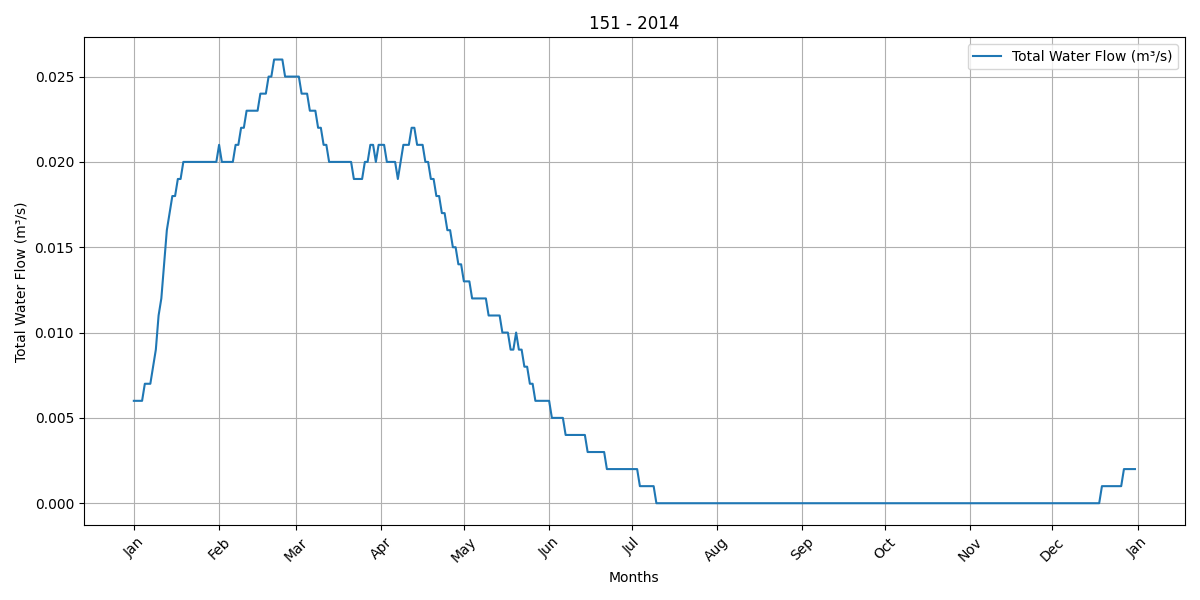 151 - 2014
Total Water Flow (m³/s)
Total Water Flow (m³/s)
0.025
0.020
0.015
0.010
0.005
0.000
Jan
Feb
Mar
Apr
May
Jun
Jul
Aug
Sep
Oct
Nov
Dec
Jan
Months